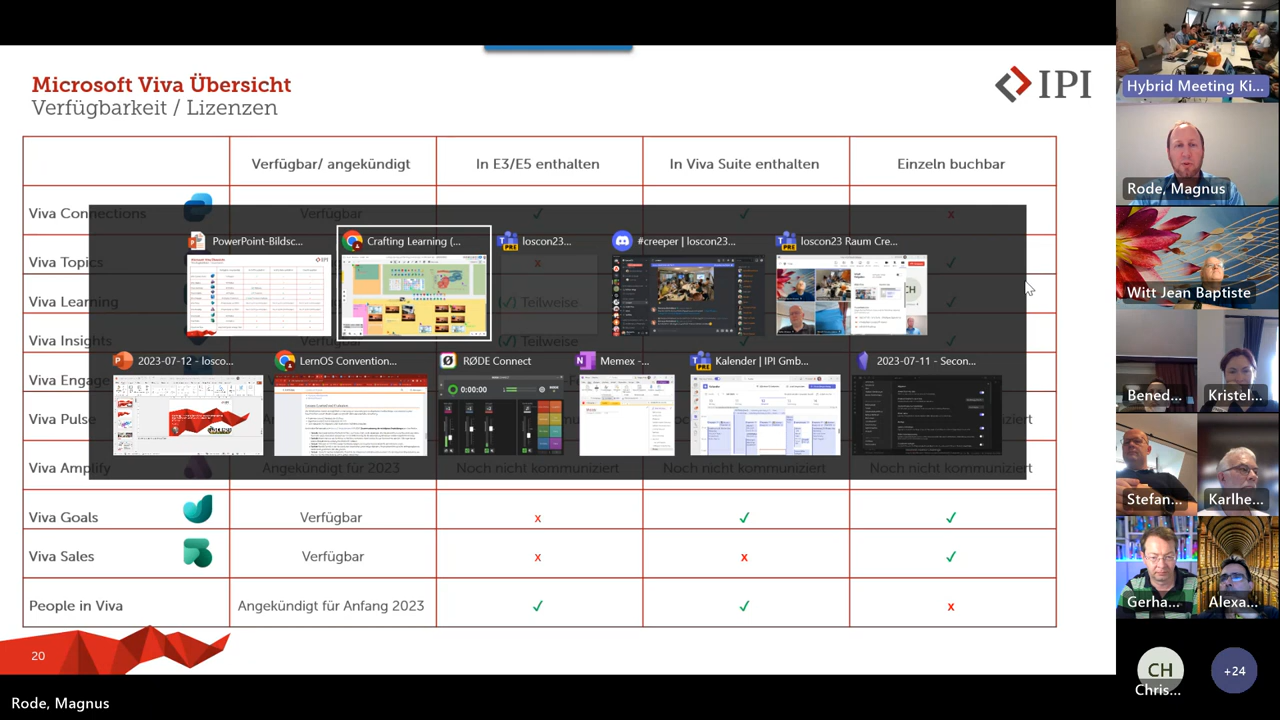 Microsoft Viva Übersicht
Verfügbarkeit / Lizenzen
IPI
Verfügbar/ angekündigt
In E3/E5 enthalten
In Viva Suite enthalten
Einzeln buchbar
Viva Connections
Verfügbar
✓
✓
x
Viva Topics
x
✓
Viva Learning
(✓) Teilweise
Viva Insights
(✓) Teilweise
✓
✓
Viva Engage
Viva Pulse
Viva Amplify
Angekündigt für 2023
Noch nicht kommuniziert
Noch nicht kommuniziert
Noch nicht kommuniziert
Viva Goals
Verfügbar
x
✓
✓
Viva Sales
Verfügbar
x
x
✓
People in Viva
Angekündigt für Anfang 2023
✓
✓
x
20
PowerPoint-Bildsc...
Crafting Learning (...
loscon23...
#creeper | loscon23...
loscon23 Raum Cre...
2023-07-12 - losco...
LernOS Convention...
RØDE Connect
0:00:00
Memex -...
Kalender | IPI Gmb...
2023-07-11 - Secon...
Hybrid Meeting Ki...
Rode, Magnus
Witt Jean Baptiste
Bened...
Kristel...
Stefan...
Karlhe...
Gerha...
Alexa...
CH
Chris...
+24
Rode, Magnus